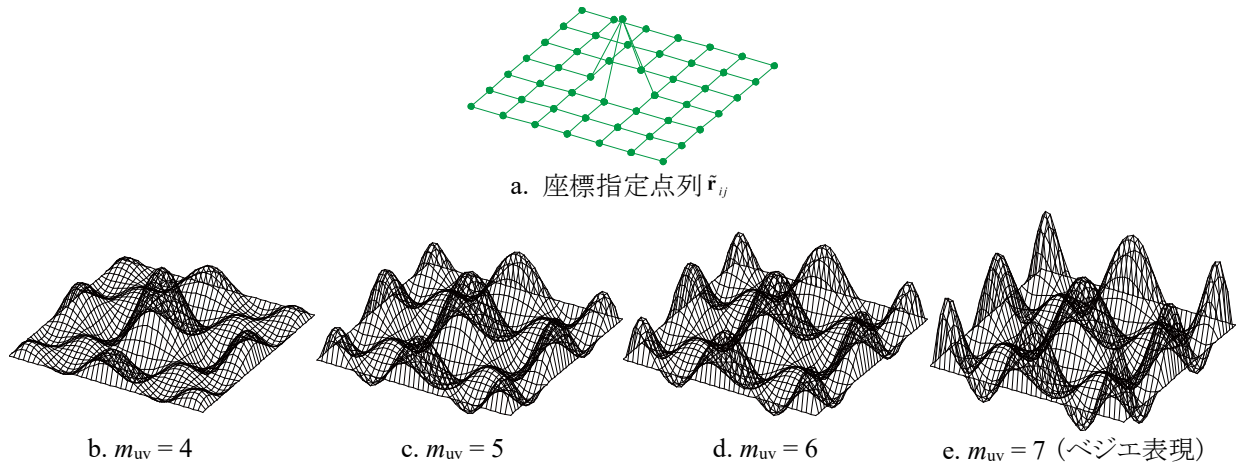 a. 座標指定点列 r̃ij
b. muv = 4
c. muv = 5
d. muv = 6
e. muv = 7 (ベジエ表現)